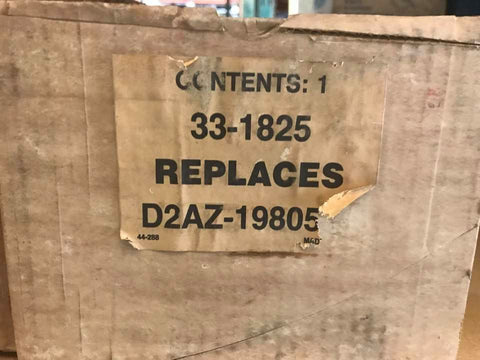 CONTENTS: 1
33-1825
REPLACES
D2AZ-19805
44-288